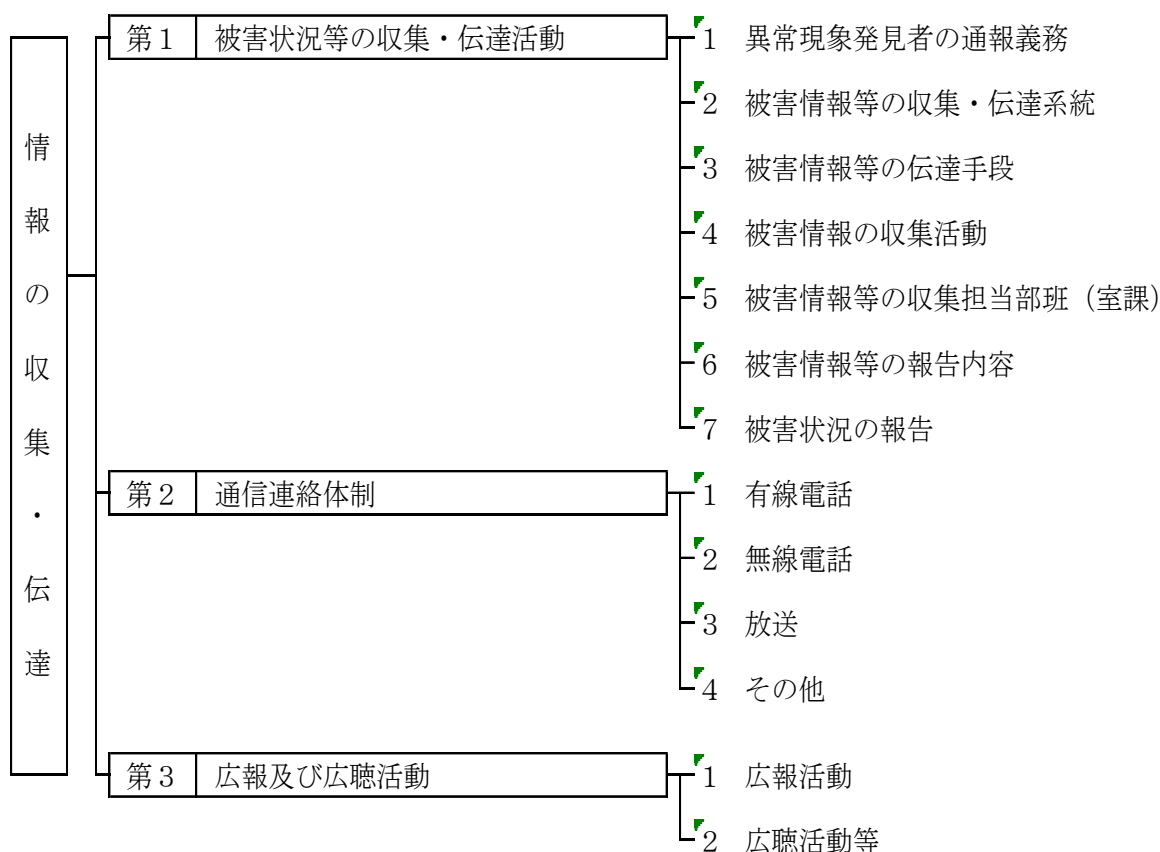 情報の収集・伝達
第１ 被害状況等の収集・伝達活動
１ 異常現象発見者の通報義務
２ 被害情報等の収集・伝達系統
３ 被害情報等の伝達手段
４ 被害情報の収集活動
５ 被害情報等の収集担当部班（室課）
６ 被害情報等の報告内容
７ 被害状況の報告
第２ 通信連絡体制
１ 有線電話
２ 無線電話
３ 放送
４ その他
第３ 広報及び広聴活動
１ 広報活動
２ 広聴活動等